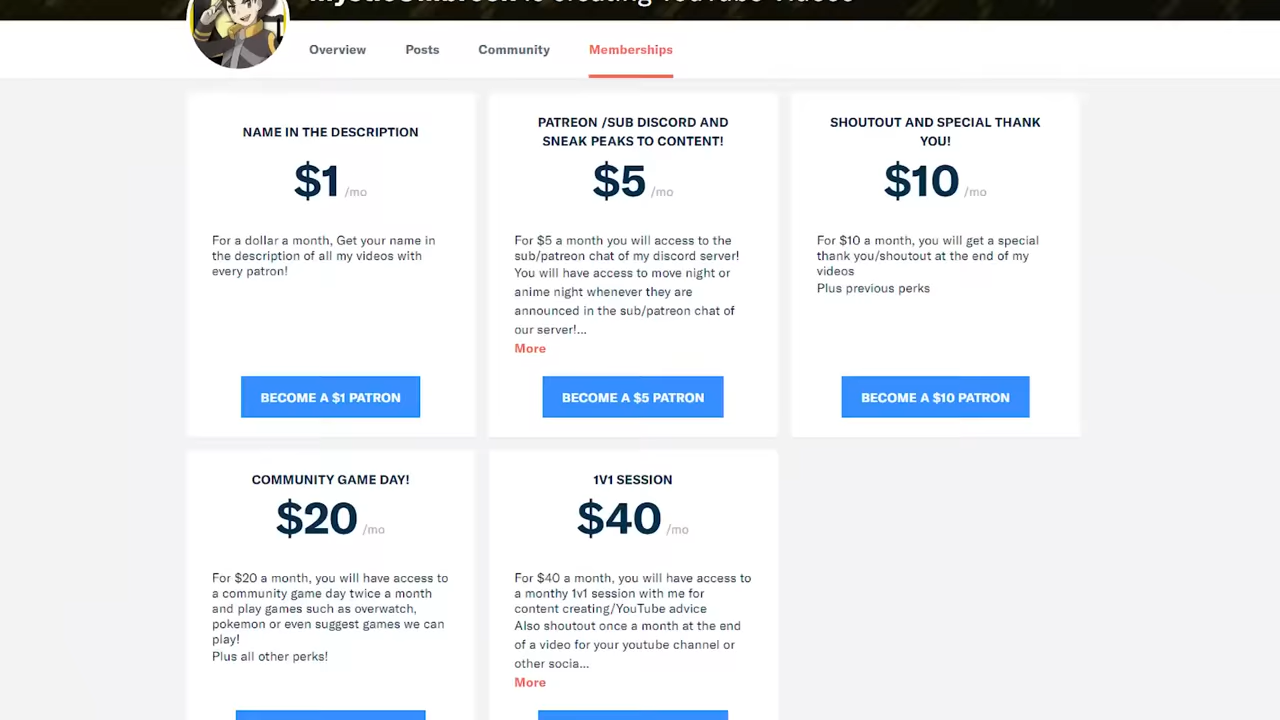 is creating YouTube Videos
Overview
Posts
Community
Memberships
NAME IN THE DESCRIPTION
$1 /mo
For a dollar a month, Get your name in
the description of all my videos with
every patron!
BECOME A $1 PATRON
PATREON /SUB DISCORD AND
SNEAK PEAKS TO CONTENT!
$5 /mo
For $5 a month you will access to the
sub/patreon chat of my discord server!
You will have access to move night or
anime night whenever they are
announced in the sub/patreon chat of
our server!...
More
BECOME A $5 PATRON
SHOUTOUT AND SPECIAL THANK
YOU!
$10 /mo
For $10 a month, you will get a special
thank you/shoutout at the end of my
videos
Plus previous perks
BECOME A $10 PATRON
COMMUNITY GAME DAY!
$20 /mo
For $20 a month, you will have access to
a community game day twice a month
and play games such as overwatch,
pokemon or even suggest games we can
play!
Plus all other perks!
1V1 SESSION
$40 /mo
For $40 a month, you will have access to
a monthy 1v1 session with me for
content creating/YouTube advice
Also shoutout once a month at the end
of a video for your youtube channel or
other socia...
More